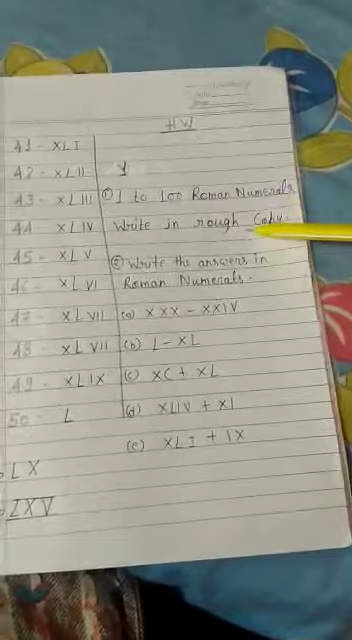 H W
41 - XLI
42 - XLII
43 - XLIII
44 XLIV
45 - XLV
46 - XLVI
47 - XLVII
48 - XLVII
49 - XLIX
50 - L
LX
LXV
① 1 to 100 Roman Numerals
Write in rough Copy.
② Write the answers in
Roman Numerals -
(a) XXX - XXIV
(b) L - XL
(c) XC + XL
(d) XLIV + XI
(e) XLI + IX